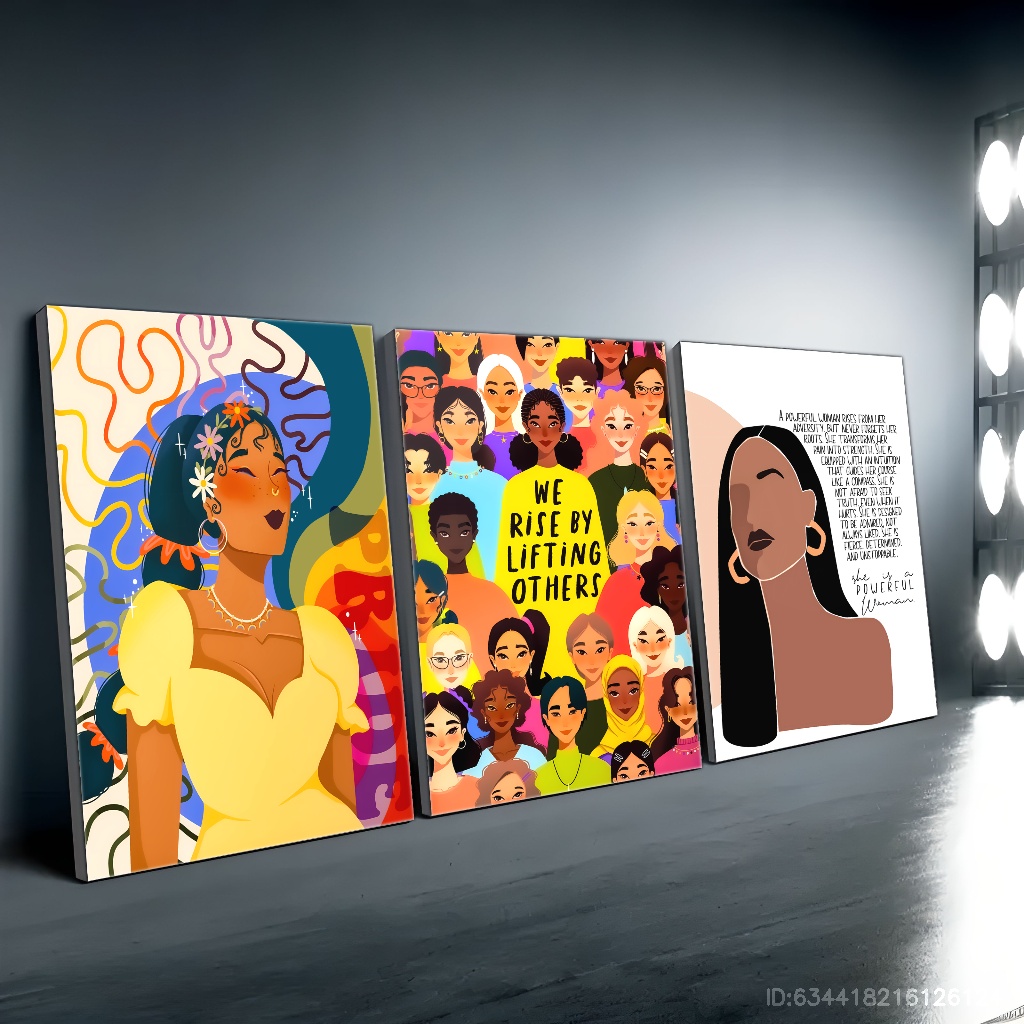 WE
RISE BY
LIFTING
OTHERS
A POWERFUL WOMAN RISES FROM HER
ADVERSITY, BUT NEVER FORGETS HER
ROOTS. SHE TRANSFORMS HER
PAIN INTO STRENGTH. SHE IS
EQUIPPED WITH AN INTUITION
THAT GUIDES HER COURSE
LIKE A COMPASS. SHE IS
NOT AFRAID TO SEEK
TRUTH, EVEN WHEN IT
HURTS. SHE IS DESIGNED
TO BE ADMIRED, NOT
ALWAYS LIKED. SHE IS
FIERCE, DETERMINED,
AND UNSTOPPABLE.
she is a
POWERFUL
Woman